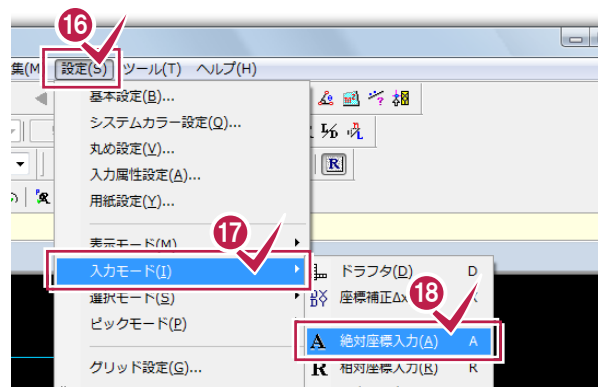 16
集(M 設定(S) ツール(T) ヘルプ(H)
基本設定(B)...
システムカラー設定(Q)...
丸め設定(V)...
R
入力属性設定(A)...
用紙設定(Y)...
表示モード(M)
17
入力モード(I)
ドラフタ(D) D
選択モード(S)
座標補正Δx
18
ピックモード(P)
A 絶対座標入力(A) A
グリッド設定(G)...
R 相対座標入力(R) R